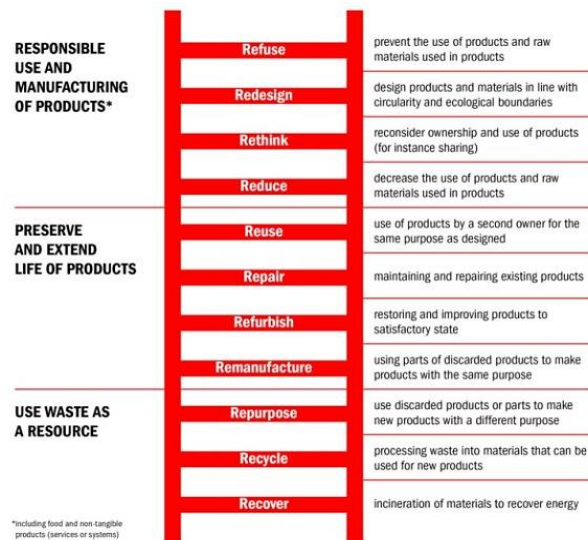 RESPONSIBLE
USE AND
MANUFACTURING
OF PRODUCTS*
Refuse
prevent the use of products and raw
materials used in products
Redesign
design products and materials in line with
circularity and ecological boundaries
Rethink
reconsider ownership and use of products
(for instance sharing)
Reduce
decrease the use of products and raw
materials used in products
PRESERVE
AND EXTEND
LIFE OF PRODUCTS
Reuse
use of products by a second owner for the
same purpose as designed
Repair
maintaining and repairing existing products
Refurbish
restoring and improving products to
satisfactory state
Remanufacture
using parts of discarded products to make
products with the same purpose
USE WASTE AS
A RESOURCE
Repurpose
use discarded products or parts to make
new products with a different purpose
Recycle
processing waste into materials that can be
used for new products
Recover
incineration of materials to recover energy
*including food and non-tangible
products (services or systems)